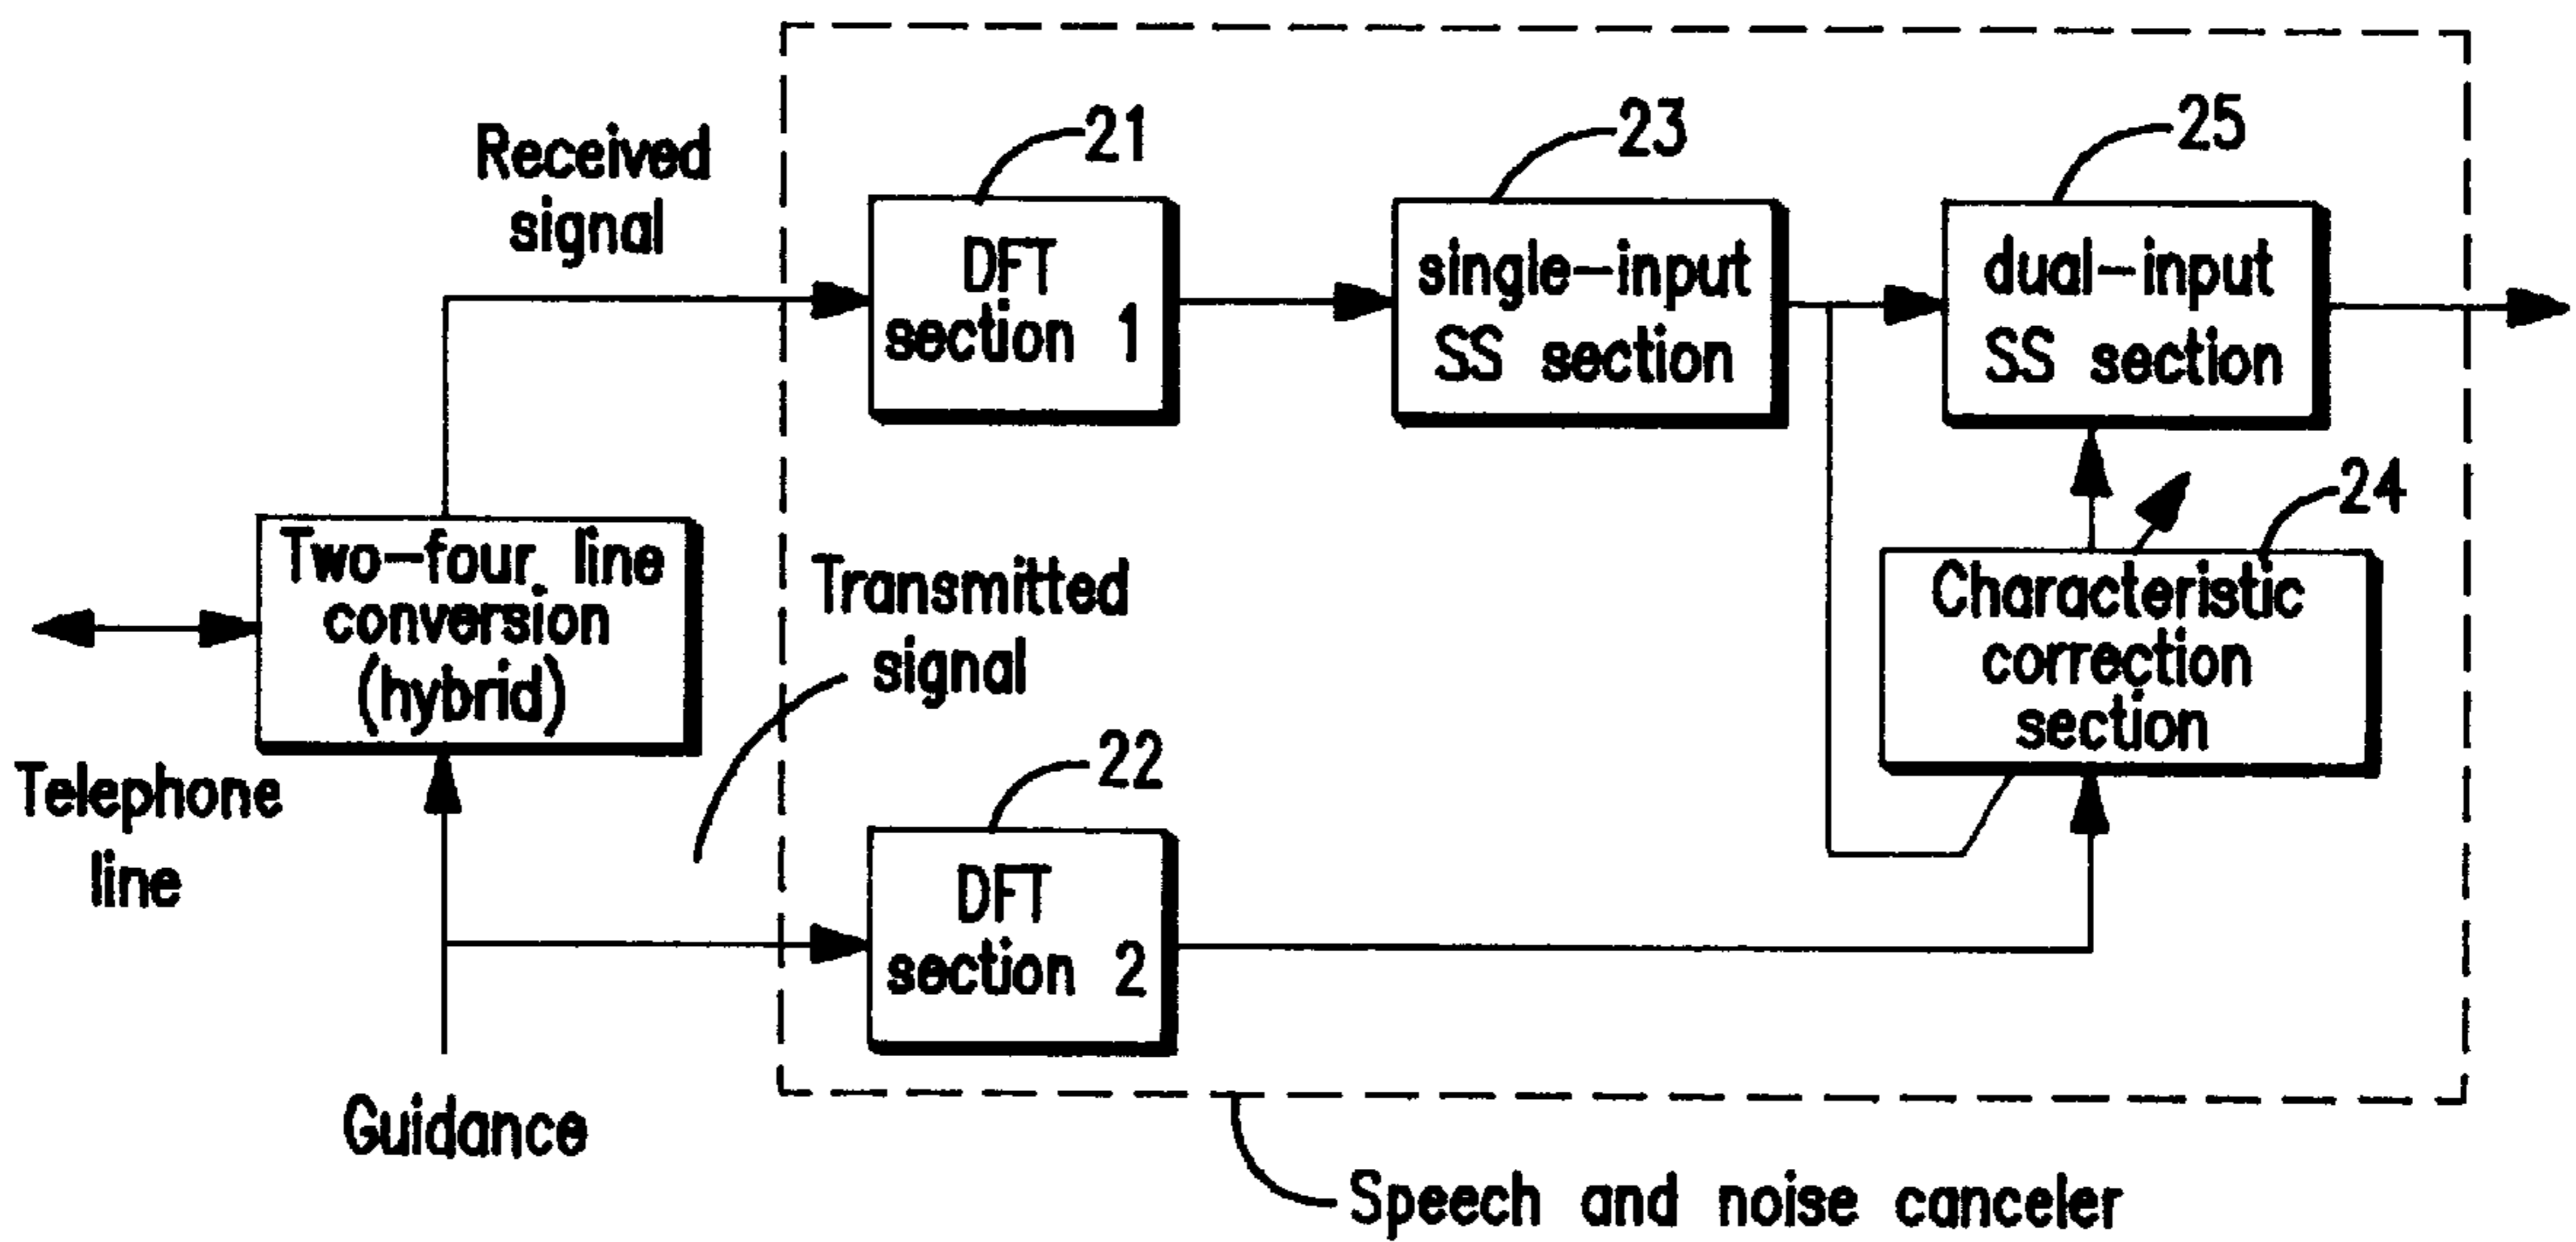 Received
signal
21
DFT
section 1
23
single-input
SS section
25
dual-input
SS section
Two-four line
conversion
(hybrid)
Transmitted
signal
24
Characteristic
correction
section
Telephone
line
22
DFT
section 2
Guidance
Speech and noise canceler